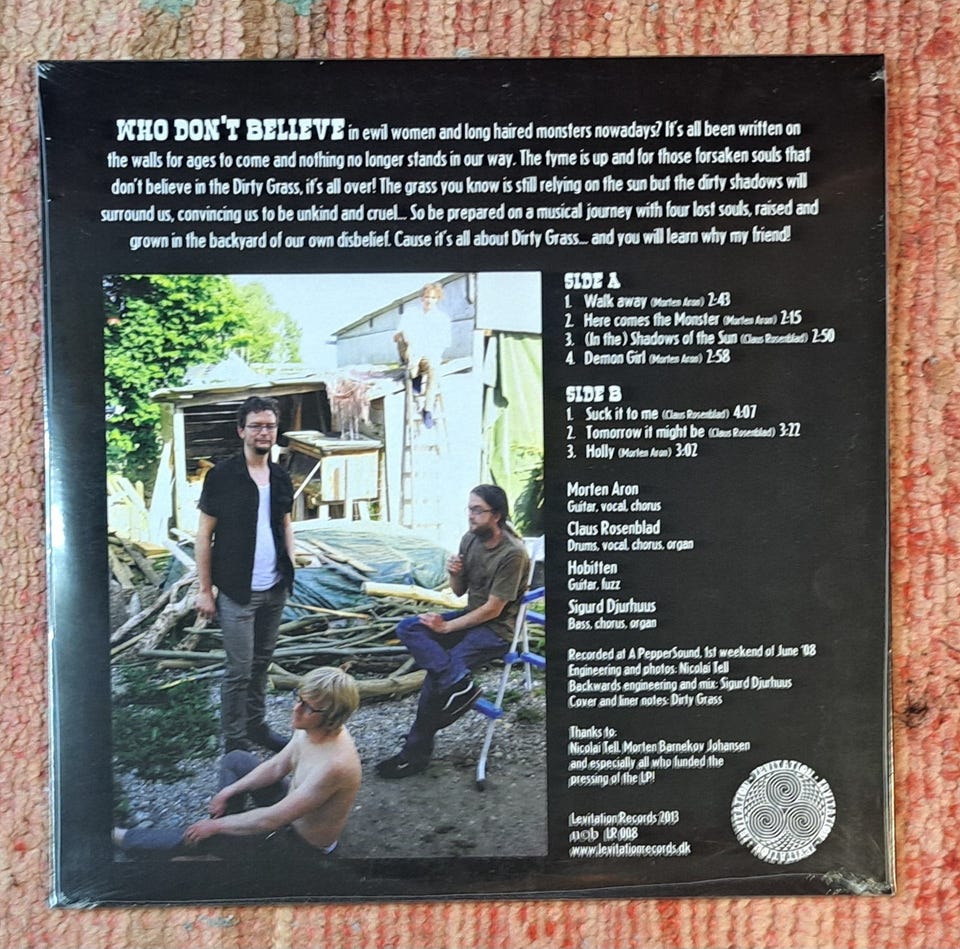 WHO DON'T BELIEVE in ewil women and long haired monsters nowadays? It's all been written on
the walls for ages to come and nothing no longer stands in our way. The tyme is up and for those forsaken souls that
don't believe in the Dirty Grass, it's all over! The grass you know is still relying on the sun but the dirty shadows will
surround us, convincing us to be unkind and cruel... So be prepared on a musical journey with four lost souls, raised and
grown in the backyard of our own disbelief. Cause it's all about Dirty Grass... and you will learn why my friend!
SIDE A
1. Walk away (Morten Aron) 2:43
2. Here comes the Monster (Morten Aron) 2:15
3. (In the) Shadows of the Sun (Claus Rosenblad) 2:50
4. Demon Girl (Morten Aron) 2:58
SIDE B
1. Suck it to me (Claus Rosenblad) 4:07
2. Tomorrow it might be (Claus Rosenblad) 3:22
3. Holly (Morten Aron) 3:02
Morten Aron
Guitar, vocal, chorus
Claus Rosenblad
Drums, vocal, chorus, organ
Hobitten
Guitar, fuzz
Sigurd Djurhuus
Bass, chorus, organ
Recorded at A PepperSound, 1st weekend of June '08
Engineering and photos: Nicolai Tell
Backwards engineering and mix: Sigurd Djurhuus
Cover and liner notes: Dirty Grass
Thanks to:
Nicolai Tell, Morten Barnekov Johansen
and especially all who funded the
pressing of the LP!
Levitation Records 2013
n©b LR 008
www.levitationrecords.dk
LEVITATION LEVITATION LEVITATION